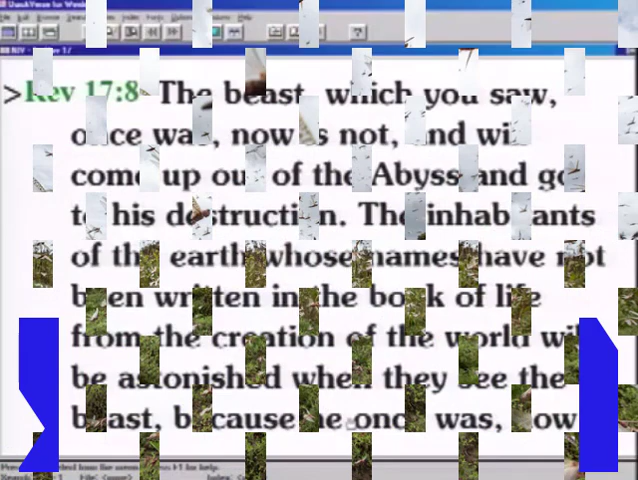 >Rev 17:8 The beast, which you saw,
once was, now is not, and will
come up out of the Abyss and go
to his destruction. The inhabitants
of the earth whose names have not
been written in the book of life
from the creation of the world will
be astonished when they see the
beast, because he once was, now
F1 for help.